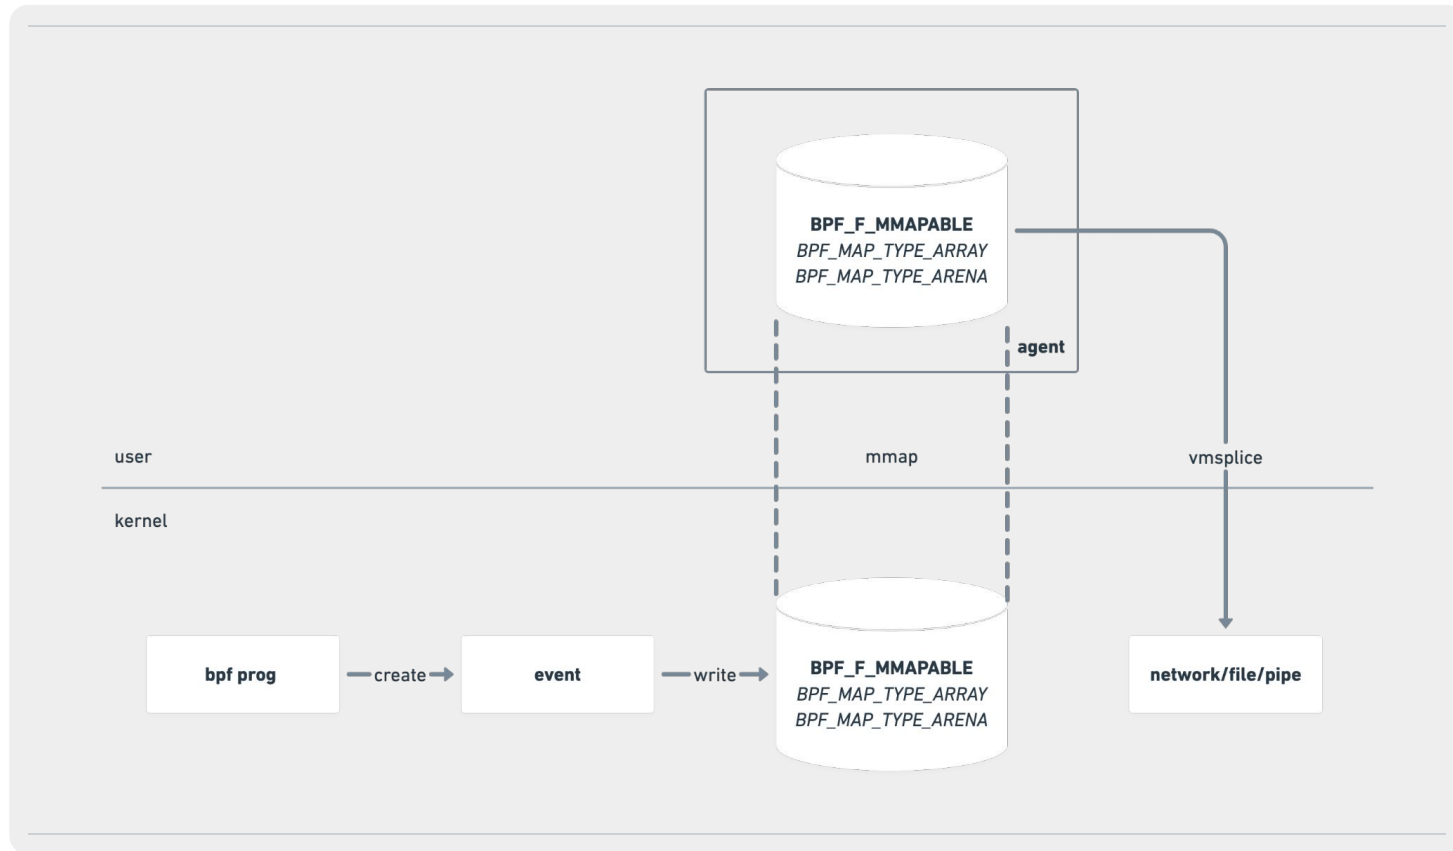 BPF_F_MMAPABLE
BPF_MAP_TYPE_ARRAY
BPF_MAP_TYPE_ARENA
agent
user
mmap
vmsplice
kernel
bpf prog
create
event
write
BPF_F_MMAPABLE
BPF_MAP_TYPE_ARRAY
BPF_MAP_TYPE_ARENA
network/file/pipe